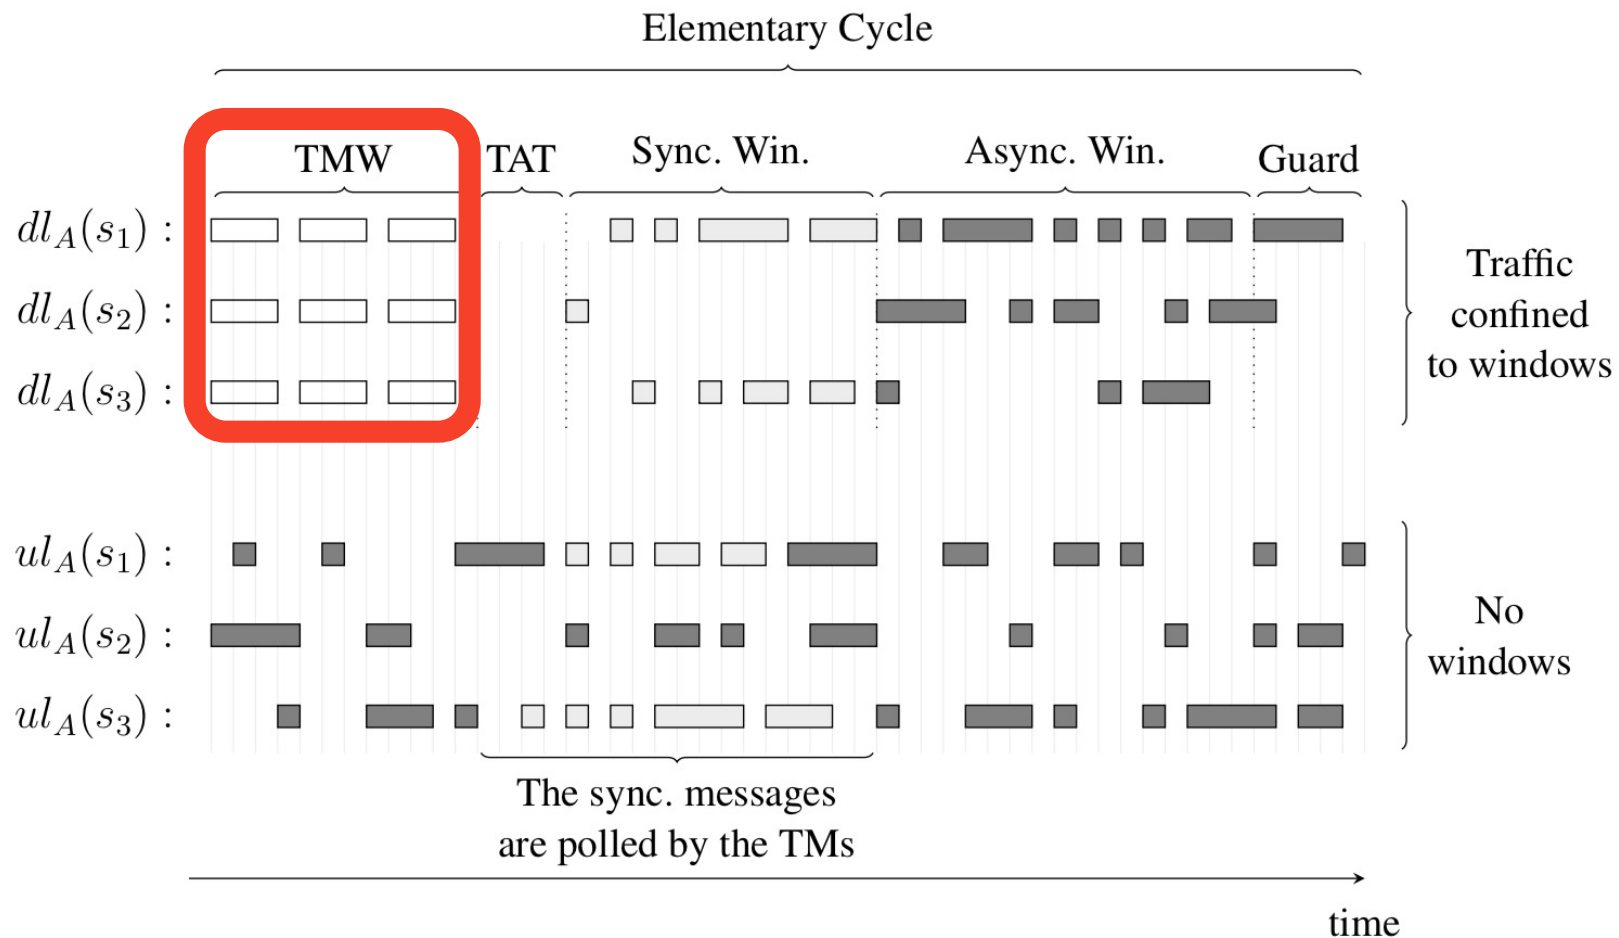 Elementary Cycle
TMW TAT Sync. Win. Async. Win. Guard
dl_A(s_1) :
dl_A(s_2) :
dl_A(s_3) :
Traffic
confined
to windows
ul_A(s_1) :
ul_A(s_2) :
ul_A(s_3) :
No
windows
The sync. messages
are polled by the TMs
time